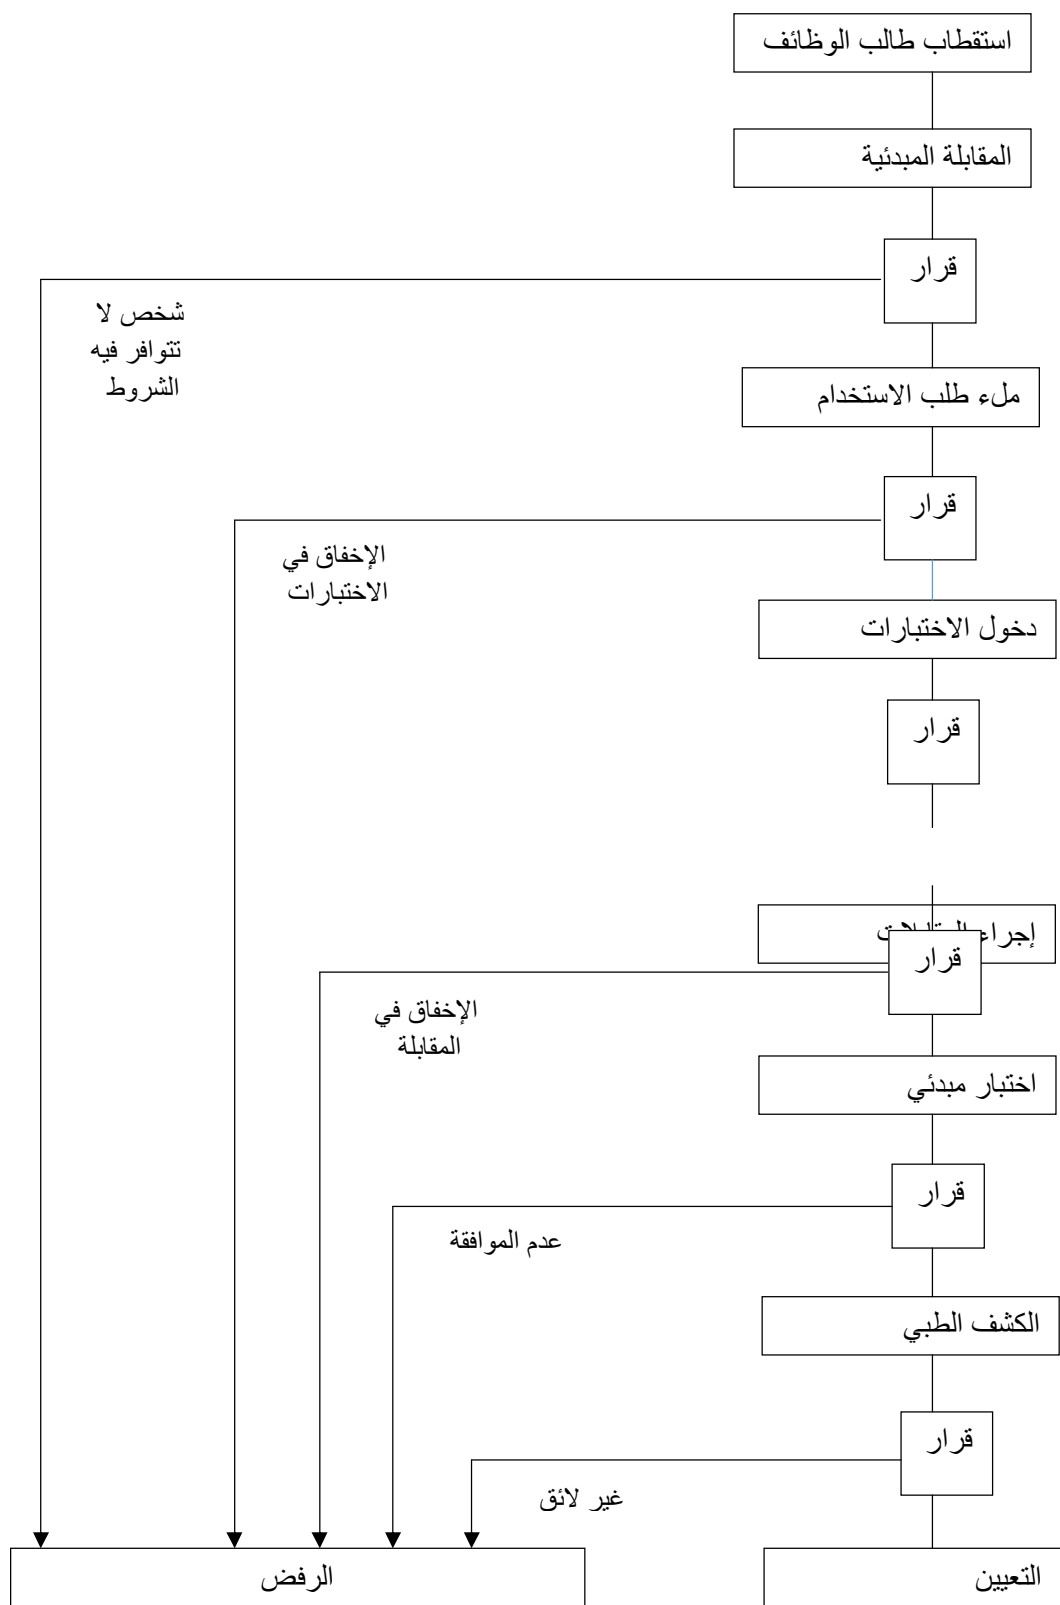 استقطاب طالب الوظائف
المقابلة المبدئية
قرار
شخص لا
تتوافر فيه
الشروط
ملء طلب الاستخدام
قرار
الإخفاق في
الاختبارات
دخول الاختبارات
قرار
إجراء
قرار
الإخفاق في
المقابلة
اختبار مبدئي
قرار
عدم الموافقة
الكشف الطبي
قرار
غير لائق
التعيين
الرفض